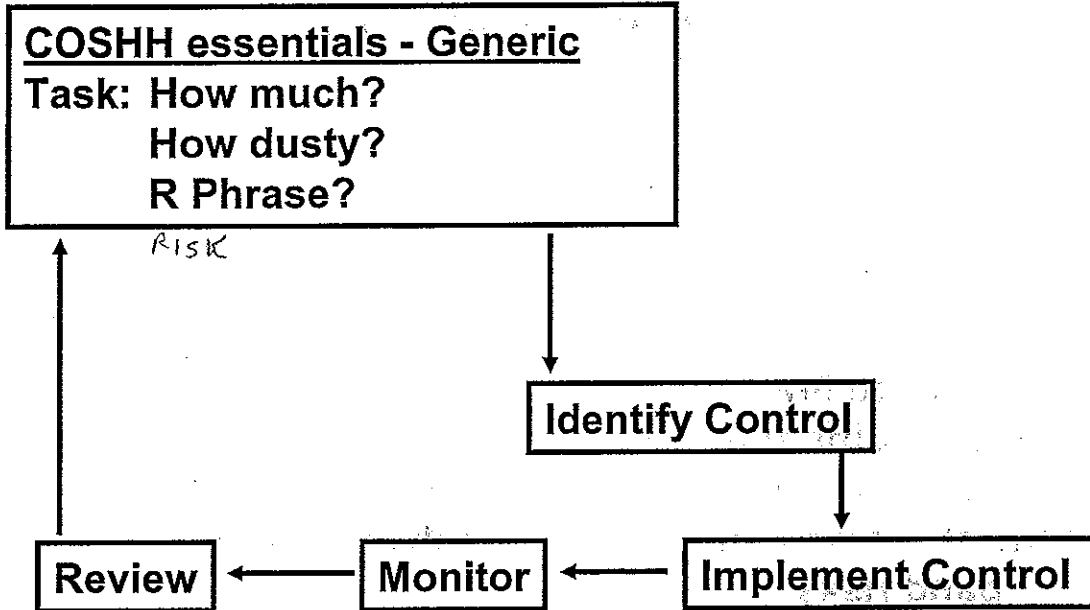 COSHH essentials - Generic
Task: How much?
How dusty?
R Phrase?
RISK
Identify Control
Implement Control
Monitor
Review